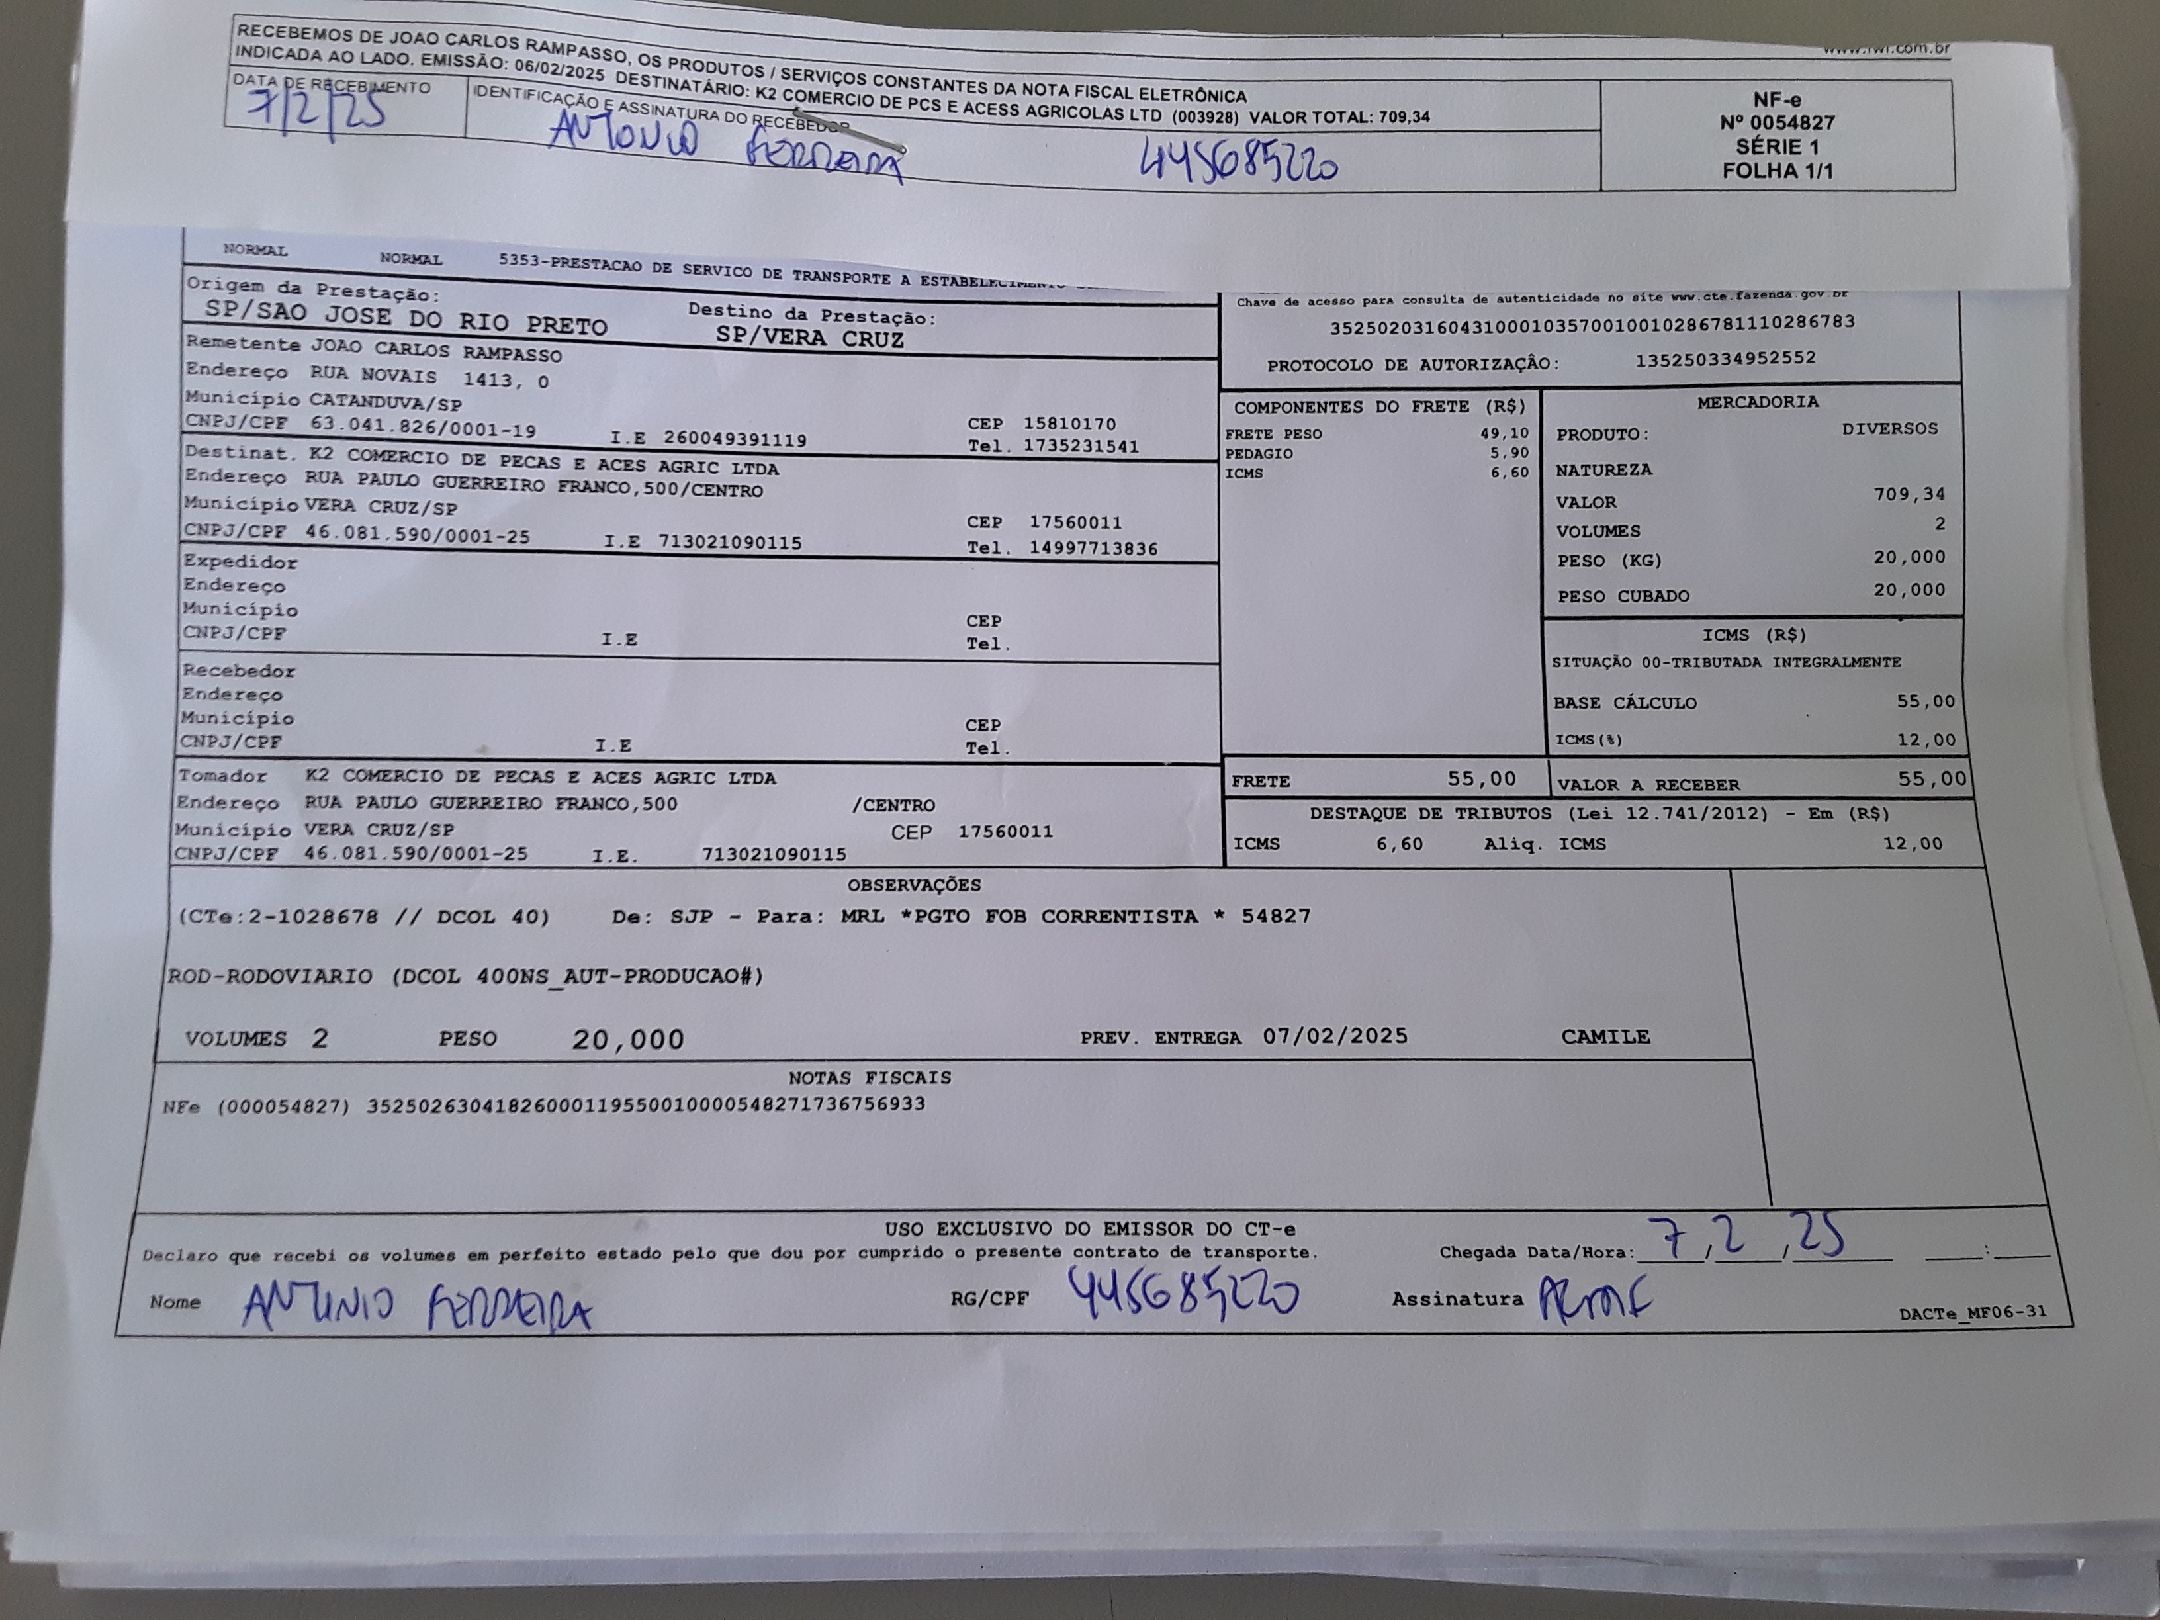 www.iwi.com.br
RECEBEMOS DE JOAO CARLOS RAMPASSO, OS PRODUTOS / SERVIÇOS CONSTANTES DA NOTA FISCAL ELETRÔNICA
INDICADA AO LADO. EMISSÃO: 06/02/2025 DESTINATÁRIO: K2 COMERCIO DE PCS E ACESS AGRICOLAS LTD (003928) VALOR TOTAL: 709,34
DATA DE RECEBIMENTO
7/2/25
IDENTIFICAÇÃO E ASSINATURA DO RECEBEDOR
ANTONIO FERREIRA 445685220
NF-e
Nº 0054827
SÉRIE 1
FOLHA 1/1
NORMAL NORMAL 5353-PRESTACAO DE SERVICO DE TRANSPORTE A ESTABELECIMENTO
Origem da Prestação:
SP/SAO JOSE DO RIO PRETO
Destino da Prestação:
SP/VERA CRUZ
Remetente JOAO CARLOS RAMPASSO
Endereço RUA NOVAIS 1413, 0
Município CATANDUVA/SP
CEP 15810170
CNPJ/CPF 63.041.826/0001-19 I.E 260049391119 Tel. 1735231541
Destinat. K2 COMERCIO DE PECAS E ACES AGRIC LTDA
Endereço RUA PAULO GUERREIRO FRANCO,500/CENTRO
Município VERA CRUZ/SP CEP 17560011
CNPJ/CPF 46.081.590/0001-25 I.E 713021090115 Tel. 14997713836
Expedidor
Endereço
Município CEP
CNPJ/CPF I.E Tel.
Recebedor
Endereço
Município CEP
CNPJ/CPF I.E Tel.
Tomador K2 COMERCIO DE PECAS E ACES AGRIC LTDA
Endereço RUA PAULO GUERREIRO FRANCO,500 /CENTRO
Município VERA CRUZ/SP CEP 17560011
CNPJ/CPF 46.081.590/0001-25 I.E. 713021090115
Chave de acesso para consulta de autenticidade no site www.cte.fazenda.gov.br
35250203160431000103570010010286781110286783
PROTOCOLO DE AUTORIZAÇÂO: 135250334952552
COMPONENTES DO FRETE (R$)
FRETE PESO 49,10
PEDAGIO 5,90
ICMS 6,60
MERCADORIA
PRODUTO: DIVERSOS
NATUREZA
VALOR 709,34
VOLUMES 2
PESO (KG) 20,000
PESO CUBADO 20,000
ICMS (R$)
SITUAÇÃO 00-TRIBUTADA INTEGRALMENTE
BASE CÁLCULO 55,00
ICMS(%) 12,00
FRETE 55,00 VALOR A RECEBER 55,00
DESTAQUE DE TRIBUTOS (Lei 12.741/2012) - Em (R$)
ICMS 6,60 Aliq. ICMS 12,00
OBSERVAÇÕES
(CTe:2-1028678 // DCOL 40) De: SJP - Para: MRL *PGTO FOB CORRENTISTA * 54827
ROD-RODOVIARIO (DCOL 400NS_AUT-PRODUCAO#)
VOLUMES 2 PESO 20,000 PREV. ENTREGA 07/02/2025 CAMILE
NOTAS FISCAIS
NFe (000054827) 35250263041826000119550010000548271736756933
USO EXCLUSIVO DO EMISSOR DO CT-e
Declaro que recebi os volumes em perfeito estado pelo que dou por cumprido o presente contrato de transporte. Chegada Data/Hora: 7,2,25 :
Nome ANTUNIO FERREIRA RG/CPF 445685220 Assinatura
DACTe_MF06-31